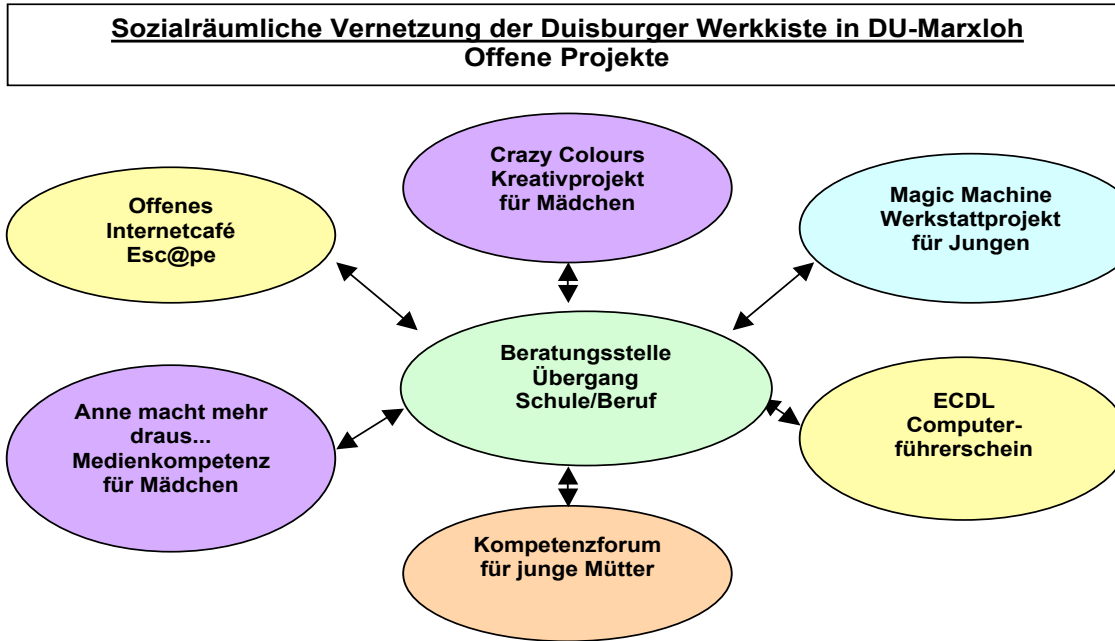 Sozialräumliche Vernetzung der Duisburger Werkkiste in DU-Marxloh
Offene Projekte
Crazy Colours
Kreativprojekt
für Mädchen
Offenes
Internetcafé
Esc@pe
Magic Machine
Werkstattprojekt
für Jungen
Beratungsstelle
Übergang
Schule/Beruf
Anne macht mehr
draus...
Medienkompetenz
für Mädchen
ECDL
Computer-
führerschein
Kompetenzforum
für junge Mütter